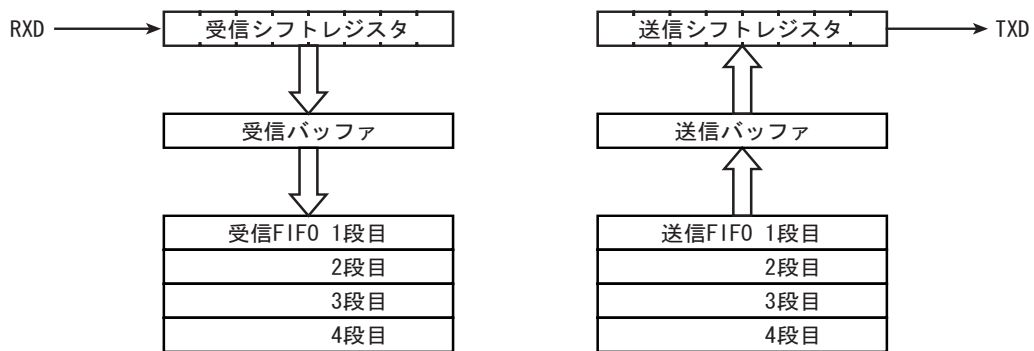 RXD
受信シフトレジスタ
送信シフトレジスタ
TXD
受信バッファ
送信バッファ
受信FIFO 1段目
2段目
3段目
4段目
送信FIFO 1段目
2段目
3段目
4段目